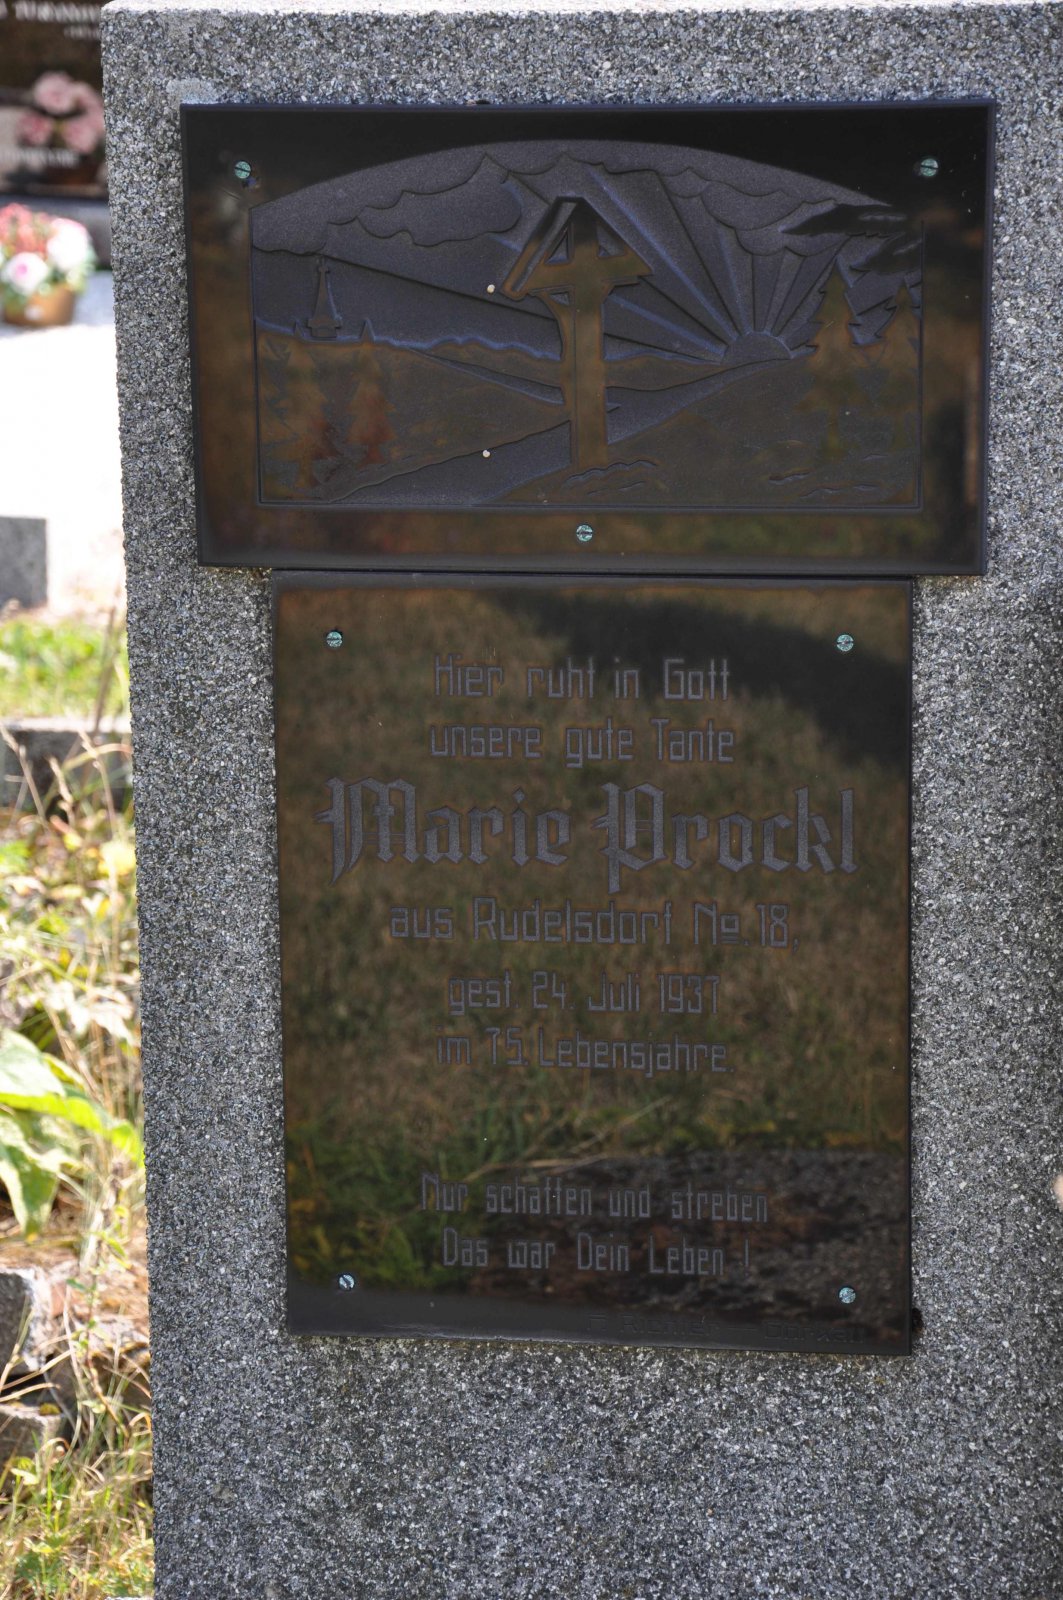 Hier ruht in Gott
unsere gute Tante
Marie Prockl
aus Rudelsdorf No. 18,
gest. 24. Juli 1937
im 75. Lebensjahre.
Nur schaffen und streben
Das war Dein Leben !